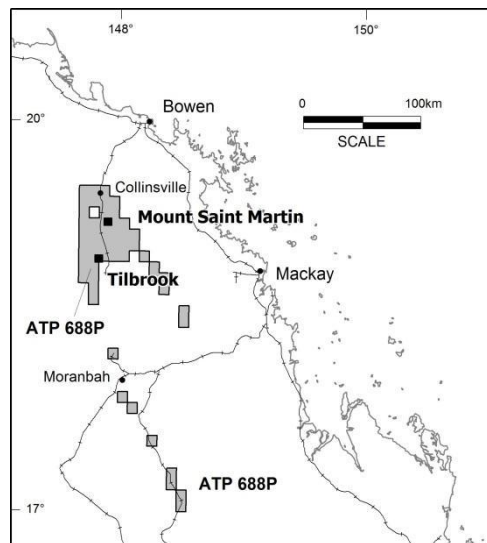 148°
150°
20°
Bowen
100km
0
SCALE
Collinsville
Mount Saint Martin
Tilbrook
Mackay
ATP 688P
Moranbah
ATP 688P
17°